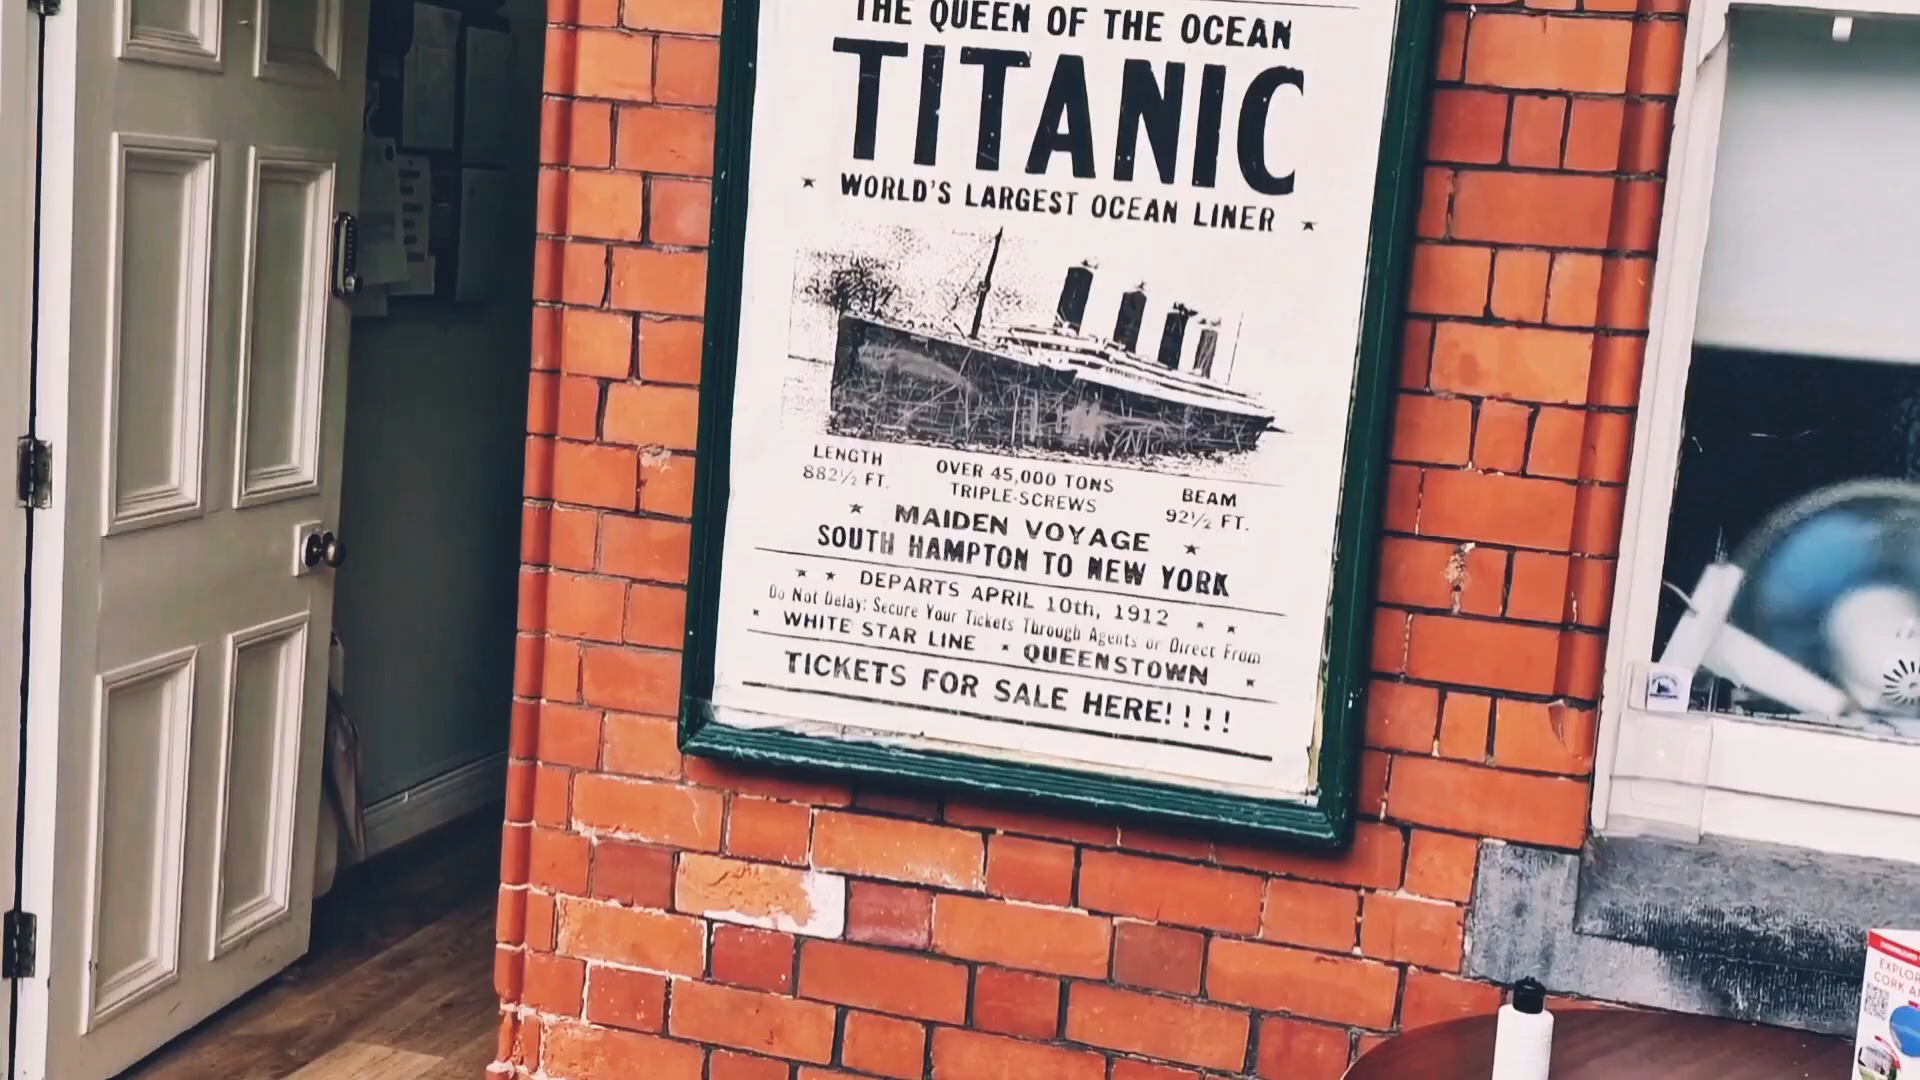 THE QUEEN OF THE OCEAN
TITANIC
WORLD'S LARGEST OCEAN LINER
LENGTH
882½ FT.
OVER 45,000 TONS
TRIPLE-SCREWS
BEAM
92½ FT.
MAIDEN VOYAGE
SOUTH HAMPTON TO NEW YORK
DEPARTS APRIL 10th, 1912
Do Not Delay: Secure Your Tickets Through Agents or Direct From
WHITE STAR LINE * QUEENSTOWN
TICKETS FOR SALE HERE!!!!
CORK